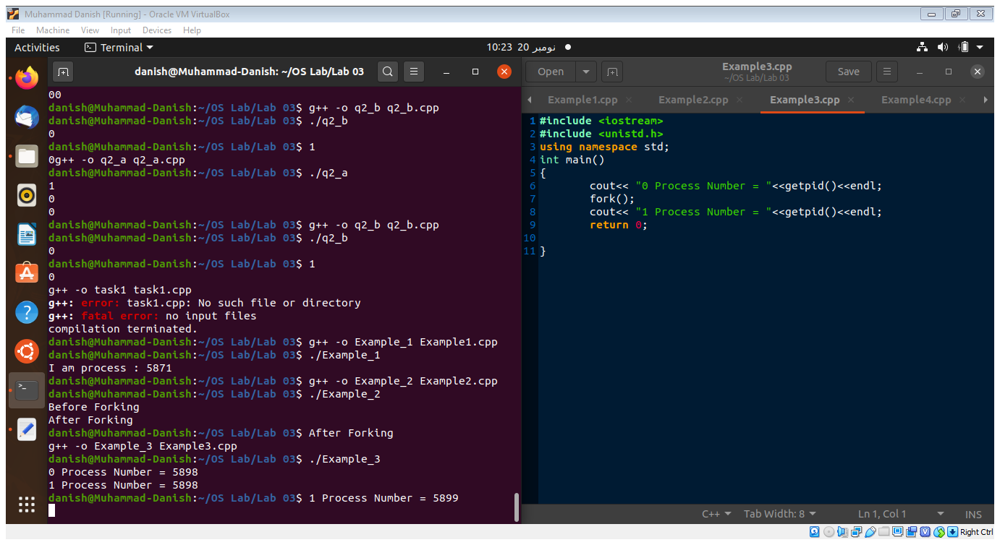 Muhammad Danish [Running] - Oracle VM VirtualBox
File Machine View Input Devices Help
Activities Terminal 10:23 20 نومبر
danish@Muhammad-Danish: ~/OS Lab/Lab 03
00
danish@Muhammad-Danish:~/OS Lab/Lab 03$ g++ -o q2_b q2_b.cpp
danish@Muhammad-Danish:~/OS Lab/Lab 03$ ./q2_b
0
danish@Muhammad-Danish:~/OS Lab/Lab 03$ 1
0g++ -o q2_a q2_a.cpp
danish@Muhammad-Danish:~/OS Lab/Lab 03$ ./q2_a
1
0
0
danish@Muhammad-Danish:~/OS Lab/Lab 03$ g++ -o q2_b q2_b.cpp
danish@Muhammad-Danish:~/OS Lab/Lab 03$ ./q2_b
0
danish@Muhammad-Danish:~/OS Lab/Lab 03$ 1
0
g++ -o task1 task1.cpp
g++: error: task1.cpp: No such file or directory
g++: fatal error: no input files
compilation terminated.
danish@Muhammad-Danish:~/OS Lab/Lab 03$ g++ -o Example_1 Example1.cpp
danish@Muhammad-Danish:~/OS Lab/Lab 03$ ./Example_1
I am process : 5871
danish@Muhammad-Danish:~/OS Lab/Lab 03$ g++ -o Example_2 Example2.cpp
danish@Muhammad-Danish:~/OS Lab/Lab 03$ ./Example_2
Before Forking
After Forking
danish@Muhammad-Danish:~/OS Lab/Lab 03$ After Forking
g++ -o Example_3 Example3.cpp
danish@Muhammad-Danish:~/OS Lab/Lab 03$ ./Example_3
0 Process Number = 5898
1 Process Number = 5898
danish@Muhammad-Danish:~/OS Lab/Lab 03$ 1 Process Number = 5899
Open Example3.cpp Save
~/OS Lab/Lab 03
Example1.cpp Example2.cpp Example3.cpp Example4.cpp
1 #include <iostream>
2 #include <unistd.h>
3 using namespace std;
4 int main()
5 {
6 cout<< "0 Process Number = "<<getpid()<<endl;
7 fork();
8 cout<< "1 Process Number = "<<getpid()<<endl;
9 return 0;
10
11 }
C++ Tab Width: 8 Ln 1, Col 1 INS
Right Ctrl